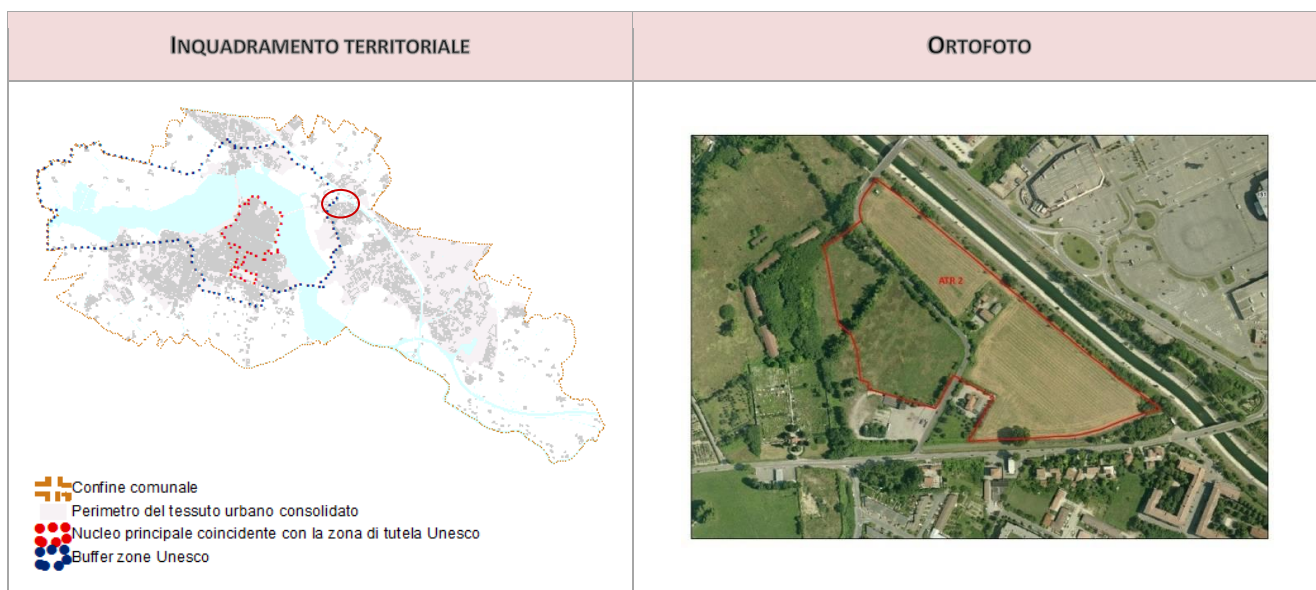 INQUADRAMENTO TERRITORIALE
ORTOFOTO
ATR 2
Confine comunale
Perimetro del tessuto urbano consolidato
Nucleo principale coincidente con la zona di tutela Unesco
Buffer zone Unesco